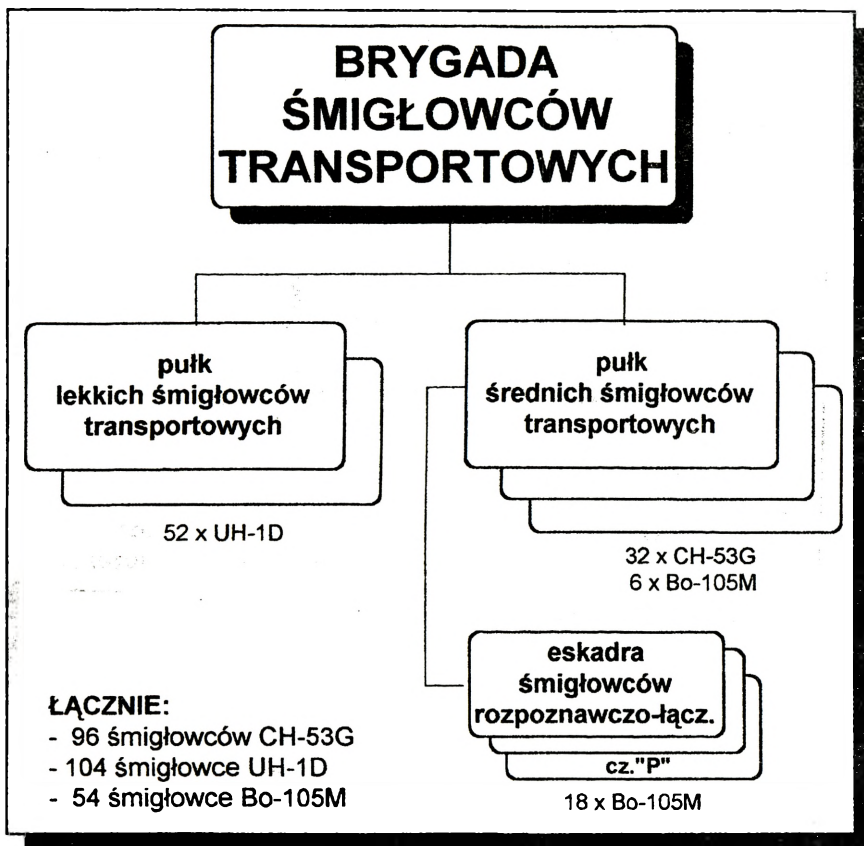 BRYGADA
ŚMIGŁOWCÓW
TRANSPORTOWYCH
pułk
lekkich śmigłowców
transportowych
52 x UH-1D
pułk
średnich śmigłowców
transportowych
32 x CH-53G
6 x Bo-105M
eskadra
śmigłowców
rozpoznawczo-łącz.
cz."P"
18 x Bo-105M
ŁĄCZNIE:
- 96 śmigłowców CH-53G
- 104 śmigłowce UH-1D
- 54 śmigłowce Bo-105M